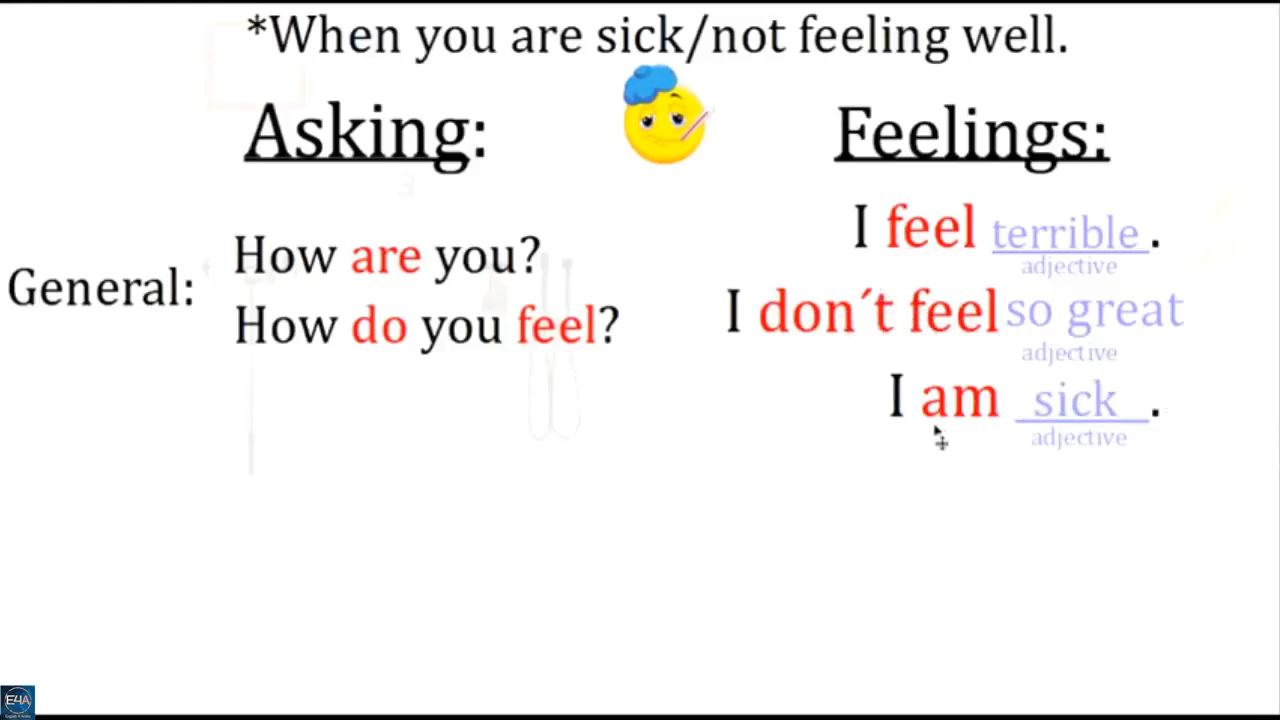 *When you are sick/not feeling well.
Asking:
Feelings:
General:
How are you?
How do you feel?
I feel terrible.
adjective
I don´t feel so great
adjective
I am sick.
adjective
E4A